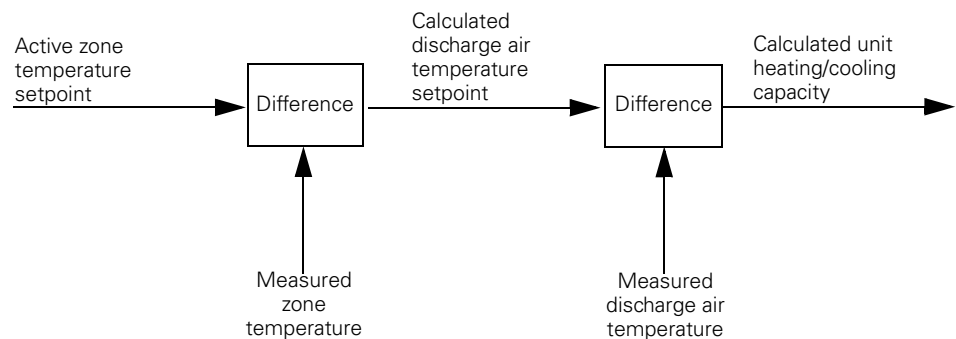 Active zone
temperature
setpoint
Difference
Calculated
discharge air
temperature
setpoint
Difference
Calculated unit
heating/cooling
capacity
Measured
zone
temperature
Measured
discharge air
temperature